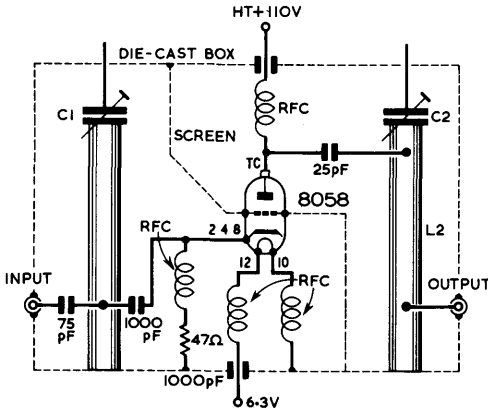 HT+110V
DIE-CAST BOX
C1
RFC
C2
SCREEN
TC
25pF
8058
L2
RFC
2 4 8
12
10
RFC
INPUT
OUTPUT
75
pF
1000
pF
47Ω
1000pF
6·3V